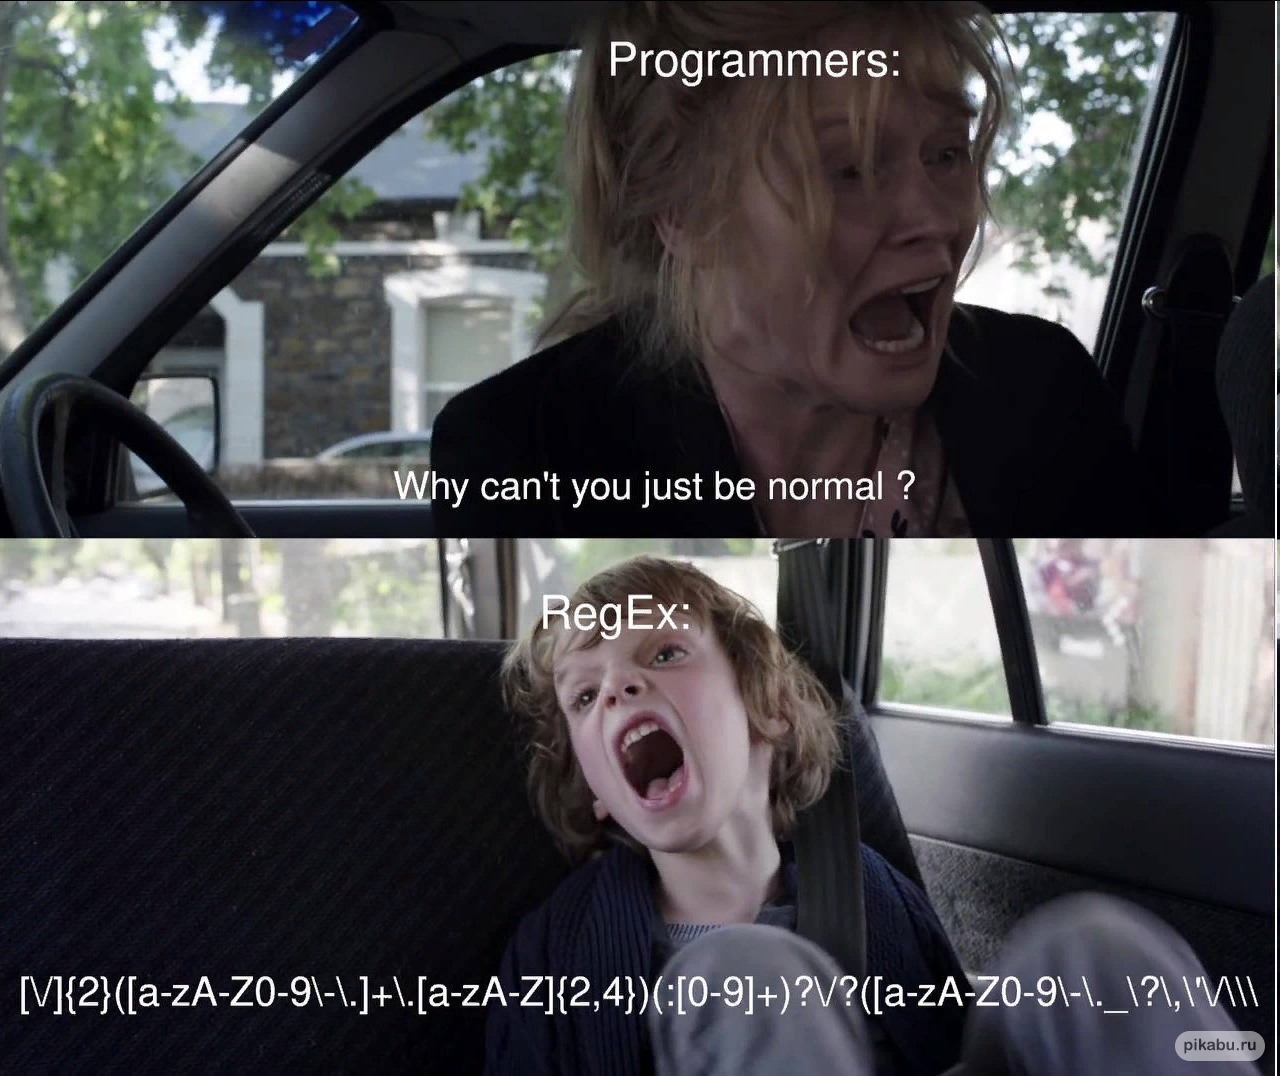 Programmers:
Why can't you just be normal ?
RegEx:
[\/]{2}([a-zA-Z0-9\-\.]+\.[a-zA-Z]{2,4})(:[0-9]+)?\/?([a-zA-Z0-9\-\._\?\,\'\/\\\
pikabu.ru